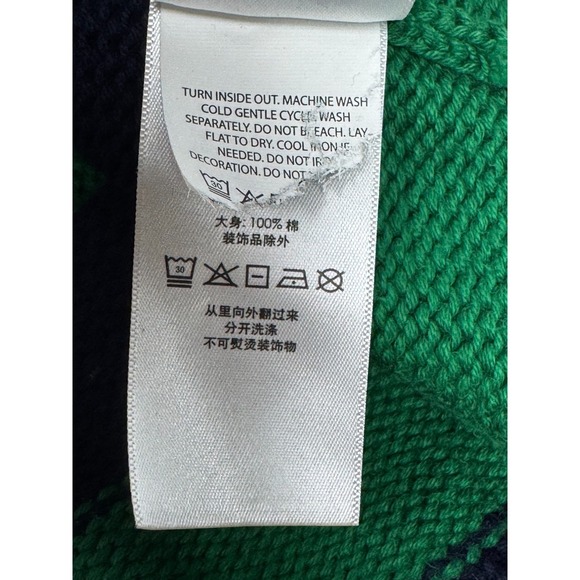 TURN INSIDE OUT. MACHINE WASH
COLD GENTLE CYCLE. WASH
SEPARATELY. DO NOT BLEACH. LAY
FLAT TO DRY. COOL IRON IF
NEEDED. DO NOT IRON
DECORATION. DO NOT
30
大身: 100% 棉
装饰品除外
30
从里向外翻过来
分开洗涤
不可熨烫装饰物